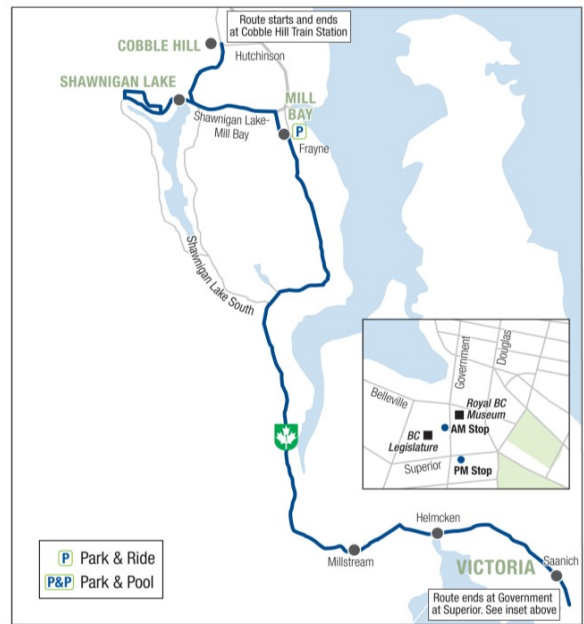 Route starts and ends
at Cobble Hill Train Station
COBBLE HILL
Hutchinson
SHAWNIGAN LAKE
MILL
BAY
P
Shawnigan Lake-
Mill Bay
Frayne
Shawnigan Lake South
Government
Douglas
Belleville
Royal BC
Museum
AM Stop
BC
Legislature
Superior
PM Stop
Helmcken
Millstream
VICTORIA
Saanich
P Park & Ride
P&P Park & Pool
Route ends at Government
at Superior. See inset above